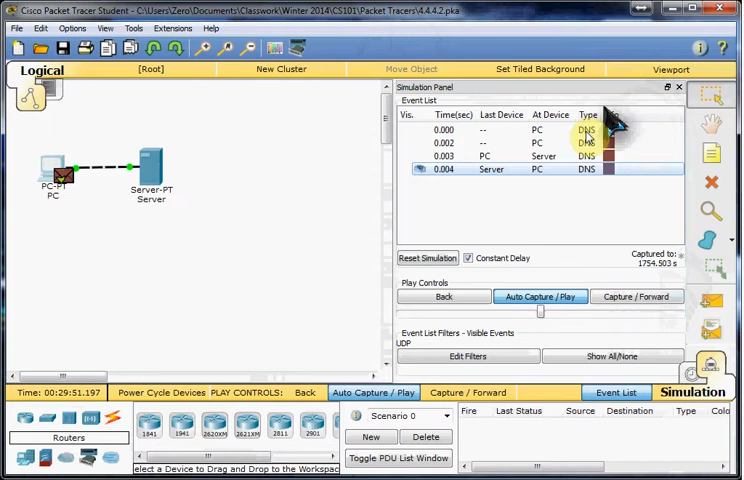 Cisco Packet Tracer Student - C:\Users\Zero\Documents\Classwork\Winter 2014\CS101\Packet Tracers\4.4.4.2.pka
File Edit Options View Tools Extensions Help
Logical [Root] New Cluster Move Object Set Tiled Background Viewport
Simulation Panel
Event List
Vis. Time(sec) Last Device At Device Type
0.000 -- PC DNS
0.002 -- PC DNS
0.003 PC Server DNS
0.004 Server PC DNS
PC-PT
PC
Server-PT
Server
Reset Simulation Constant Delay Captured to:
1754.503 s
Play Controls
Back Auto Capture / Play Capture / Forward
Event List Filters - Visible Events
UDP
Edit Filters Show All/None
Time: 00:29:51.197 Power Cycle Devices PLAY CONTROLS: Back Auto Capture / Play Capture / Forward Event List Simulation
Routers
1841 1941 2620XM 2621XM 2811 2901
Select a Device to Drag and Drop to the Workspac
Scenario 0
New Delete
Toggle PDU List Window
Fire Last Status Source Destination Type Colo